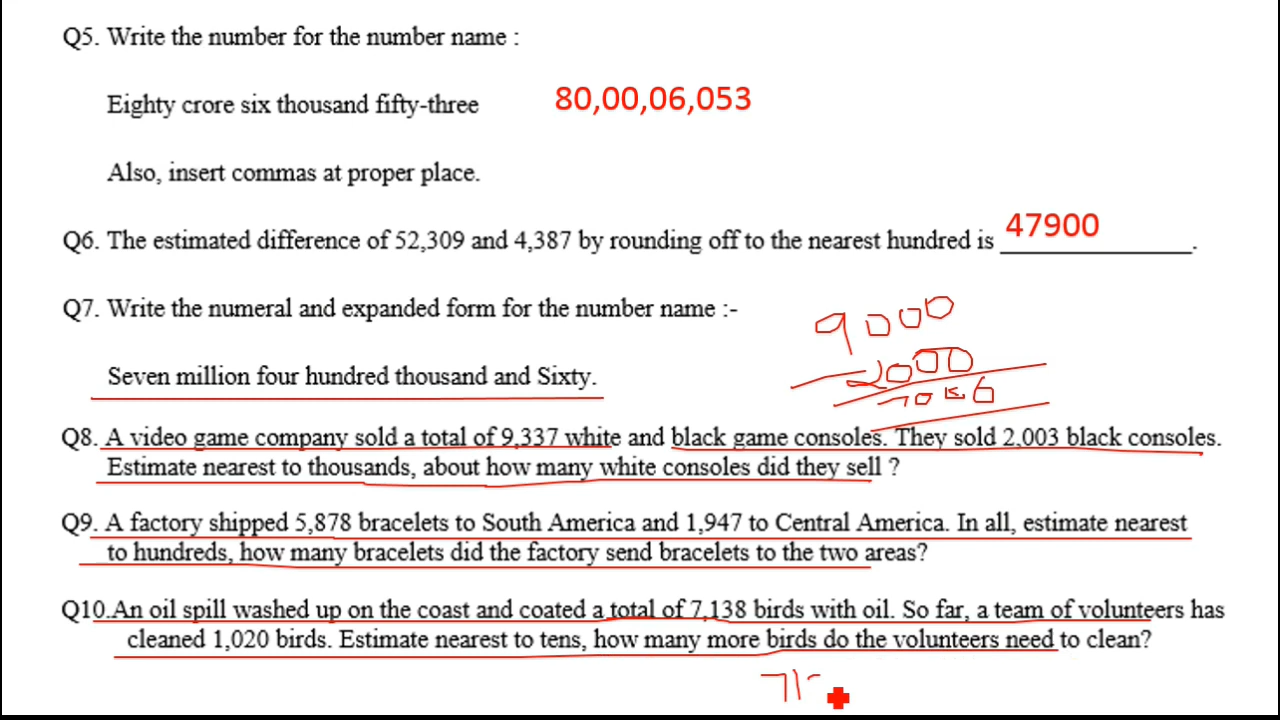 Q5. Write the number for the number name :
Eighty crore six thousand fifty-three 80,00,06,053
Also, insert commas at proper place.
Q6. The estimated difference of 52,309 and 4,387 by rounding off to the nearest hundred is 47900.
Q7. Write the numeral and expanded form for the number name :-
9000
Seven million four hundred thousand and Sixty.
2000
Q8. A video game company sold a total of 9,337 white and black game consoles. They sold 2,003 black consoles.
Estimate nearest to thousands, about how many white consoles did they sell ?
Q9. A factory shipped 5,878 bracelets to South America and 1,947 to Central America. In all, estimate nearest
to hundreds, how many bracelets did the factory send bracelets to the two areas?
Q10.An oil spill washed up on the coast and coated a total of 7,138 birds with oil. So far, a team of volunteers has
cleaned 1,020 birds. Estimate nearest to tens, how many more birds do the volunteers need to clean?